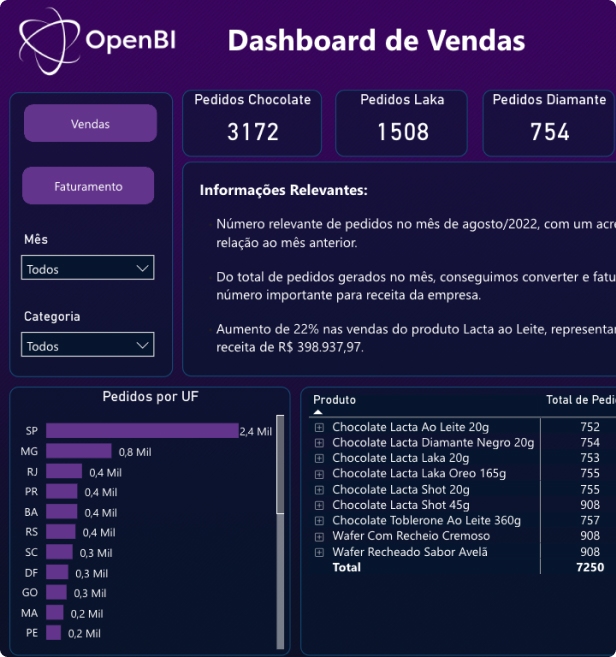 OpenBI
Dashboard de Vendas
Vendas
Faturamento
Mês
Todos
Categoria
Todos
Pedidos Chocolate
3172
Pedidos Laka
1508
Pedidos Diamante
754
Informações Relevantes:
Número relevante de pedidos no mês de agosto/2022, com um acré
relação ao mês anterior.
Do total de pedidos gerados no mês, conseguimos converter e fatu
número importante para receita da empresa.
Aumento de 22% nas vendas do produto Lacta ao Leite, representan
receita de R$ 398.937,97.
Pedidos por UF
SP 2,4 Mil
MG 0,8 Mil
RJ 0,4 Mil
PR 0,4 Mil
BA 0,4 Mil
RS 0,4 Mil
SC 0,3 Mil
DF 0,3 Mil
GO 0,3 Mil
MA 0,2 Mil
PE 0,2 Mil
Produto Total de Pedi
Chocolate Lacta Ao Leite 20g 752
Chocolate Lacta Diamante Negro 20g 754
Chocolate Lacta Laka 20g 753
Chocolate Lacta Laka Oreo 165g 755
Chocolate Lacta Shot 20g 755
Chocolate Lacta Shot 45g 908
Chocolate Toblerone Ao Leite 360g 757
Wafer Com Recheio Cremoso 908
Wafer Recheado Sabor Avelã 908
Total 7250